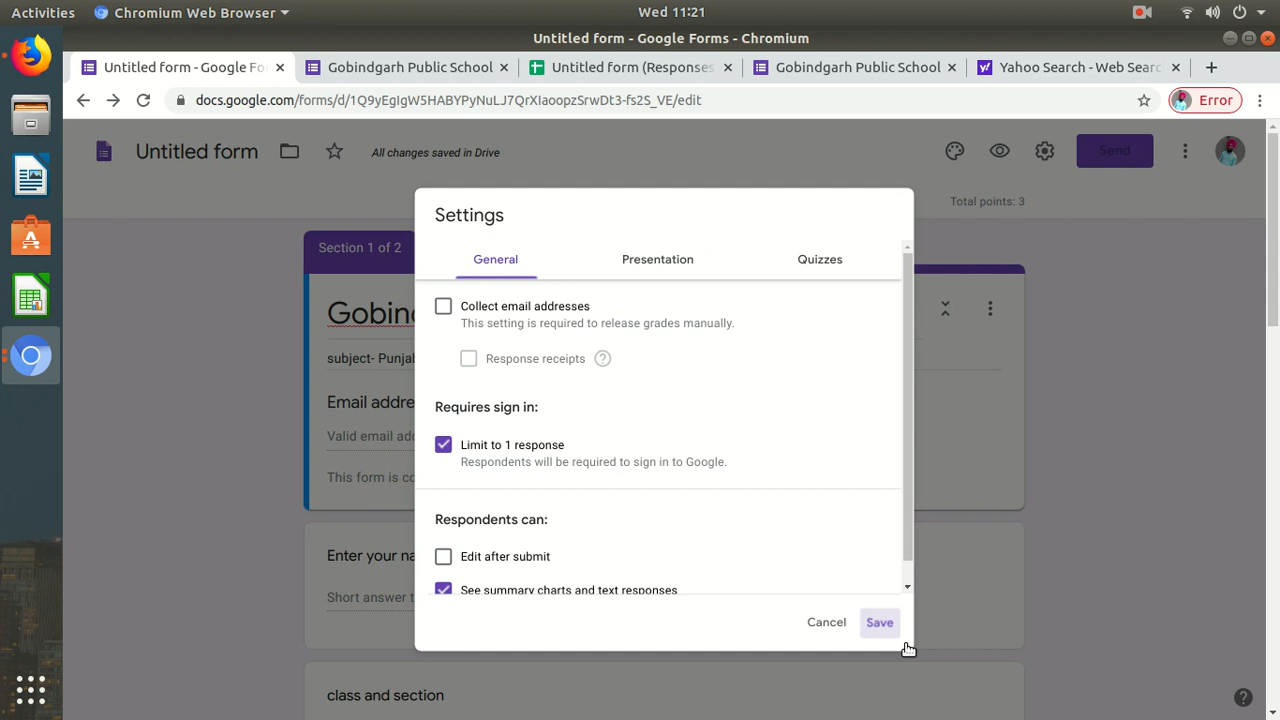 Activities
Chromium Web Browser
Wed 11:21
Untitled form - Google Forms - Chromium
Untitled form - Google Fo
Gobindgarh Public School
Untitled form (Responses
Gobindgarh Public School
Yahoo Search - Web Searc
docs.google.com/forms/d/1Q9yEgIgW5HABYPyNuLJ7QrXIaoopzSrwDt3-fs2S_VE/edit
Error
Untitled form
All changes saved in Drive
Send
Total points: 3
Section 1 of 2
Gobin
subject- Punjal
Email addre
Valid email add
This form is co
Enter your na
Short answer t
class and section
Settings
General
Presentation
Quizzes
Collect email addresses
This setting is required to release grades manually.
Response receipts
Requires sign in:
Limit to 1 response
Respondents will be required to sign in to Google.
Respondents can:
Edit after submit
See summary charts and text responses
Cancel
Save